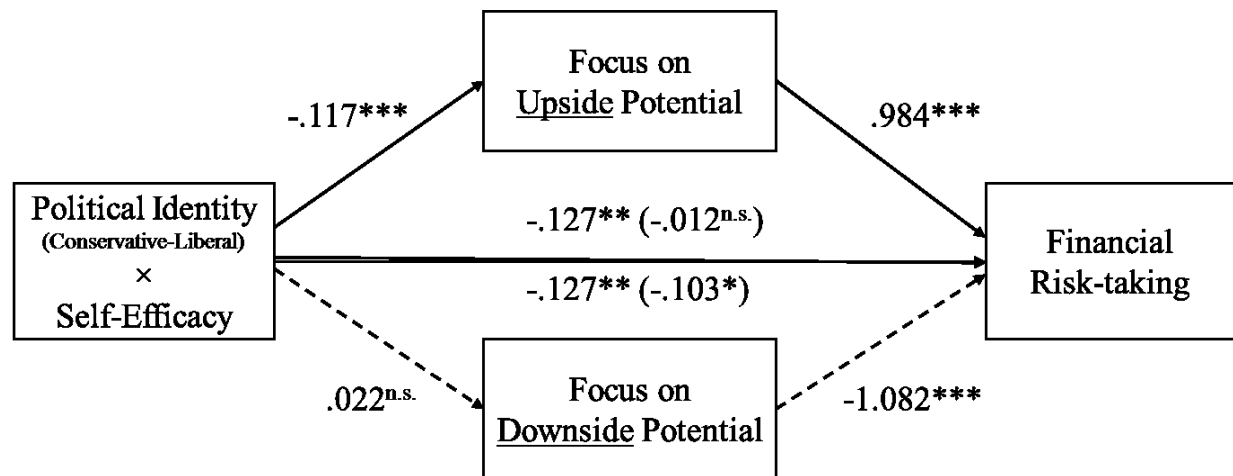 Focus on
Upside Potential
-.117***
.984***
Political Identity
(Conservative-Liberal)
×
Self-Efficacy
-.127** (-.012n.s.)
-.127** (-.103*)
Financial
Risk-taking
.022n.s.
Focus on
Downside Potential
-1.082***